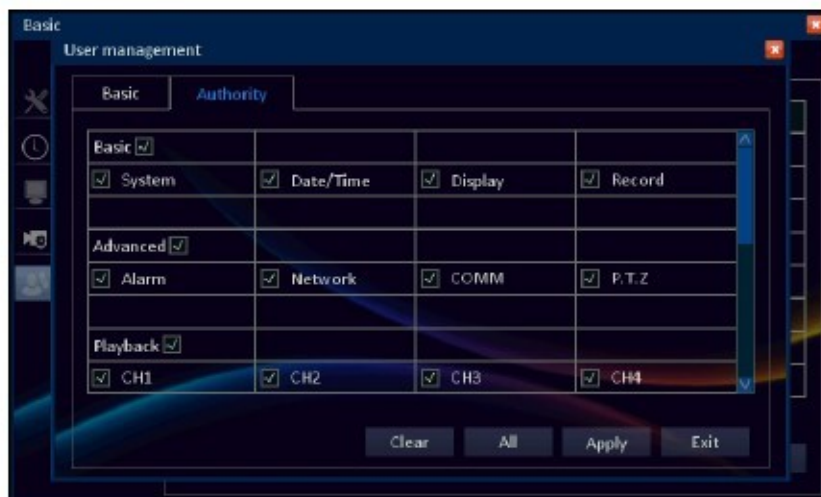 Basic
User management
Basic Authority
Basic
System Date/Time Display Record
Advanced
Alarm Network COMM P.T.Z
Playback
CH1 CH2 CH3 CH4
Clear All Apply Exit